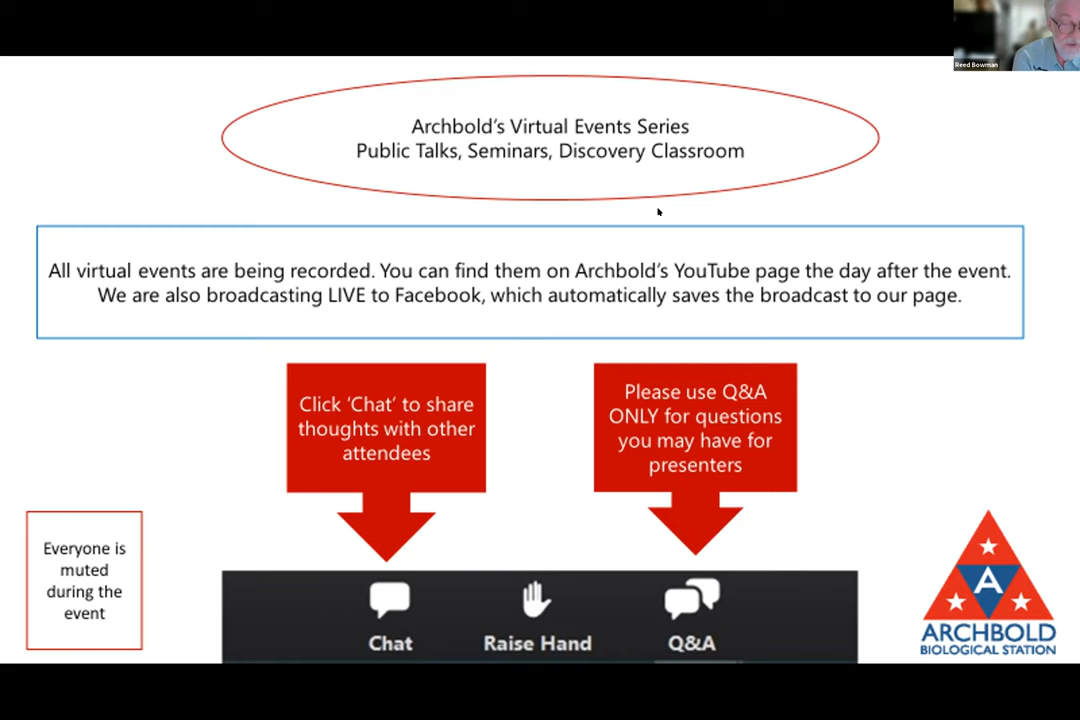 Reed Bowman
Archbold's Virtual Events Series
Public Talks, Seminars, Discovery Classroom
All virtual events are being recorded. You can find them on Archbold's YouTube page the day after the event.
We are also broadcasting LIVE to Facebook, which automatically saves the broadcast to our page.
Click 'Chat' to share
thoughts with other
attendees
Please use Q&A
ONLY for questions
you may have for
presenters
Everyone is
muted
during the
event
Chat
Raise Hand
Q&A
A
ARCHBOLD
BIOLOGICAL STATION